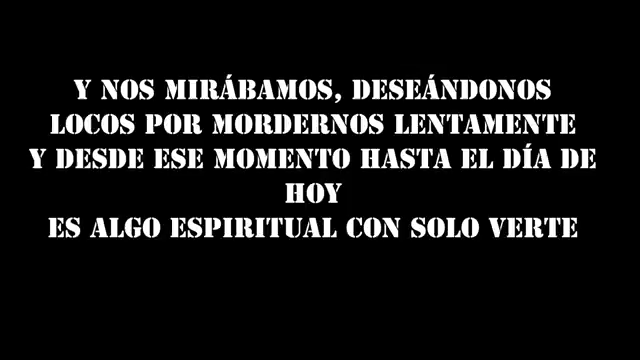 Y NOS MIRÁBAMOS, DESEÁNDONOS
LOCOS POR MORDERNOS LENTAMENTE
Y DESDE ESE MOMENTO HASTA EL DÍA DE
HOY
ES ALGO ESPIRITUAL CON SOLO VERTE